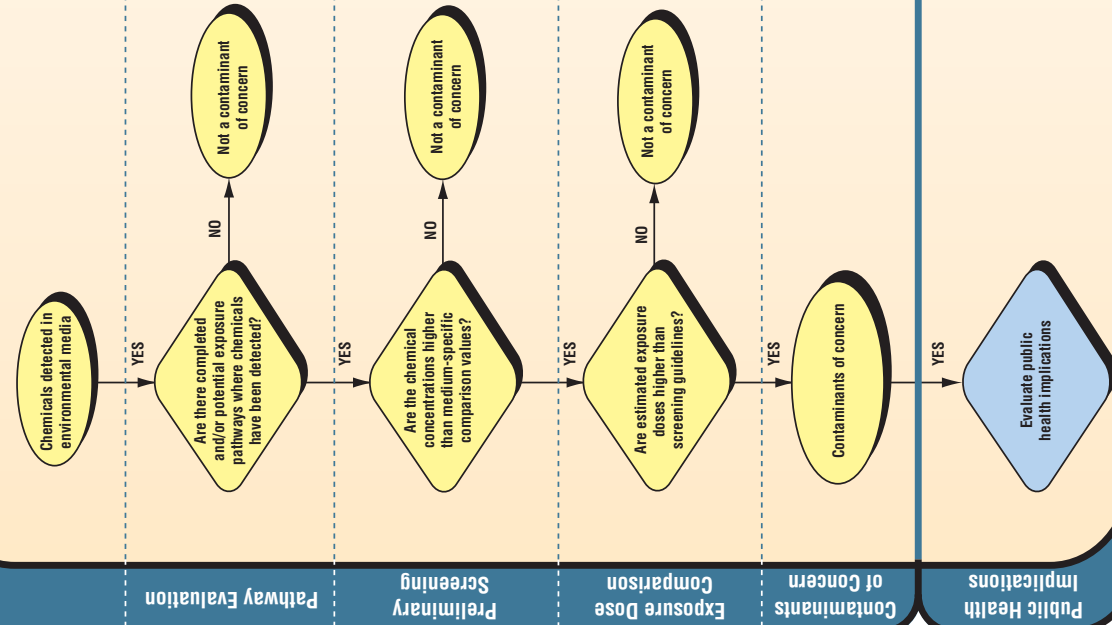 Chemicals detected in
environmental media
YES
Pathway Evaluation
Are there completed
and/or potential exposure
pathways where chemicals
have been detected?
NO
Not a contaminant
of concern
YES
Preliminary
Screening
Are the chemical
concentrations higher
than medium-specific
comparison values?
NO
Not a contaminant
of concern
YES
Exposure Dose
Comparison
Are estimated exposure
doses higher than
screening guidelines?
NO
Not a contaminant
of concern
YES
Contaminants
of Concern
Contaminants of concern
YES
Public Health
Implications
Evaluate public
health implications